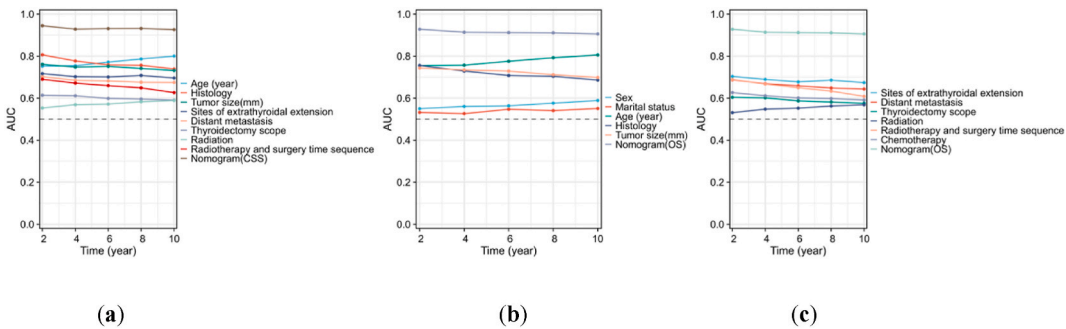 1.0
0.8
0.6
0.4
0.2
0.0
AUC
2 4 6 8 10
Time (year)
Age (year)
Histology
Tumor size(mm)
Sites of extrathyroidal extension
Distant metastasis
Thyroidectomy scope
Radiation
Radiotherapy and surgery time sequence
Nomogram(CSS)
(a)
1.0
0.8
0.6
0.4
0.2
0.0
AUC
2 4 6 8 10
Time (year)
Sex
Marital status
Age (year)
Histology
Tumor size(mm)
Nomogram(OS)
(b)
1.0
0.8
0.6
0.4
0.2
0.0
AUC
2 4 6 8 10
Time (year)
Sites of extrathyroidal extension
Distant metastasis
Thyroidectomy scope
Radiation
Radiotherapy and surgery time sequence
Chemotherapy
Nomogram(OS)
(c)